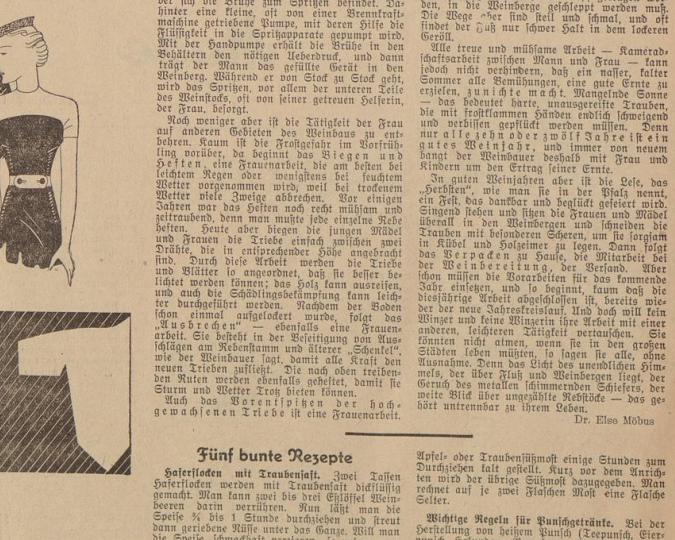 der sich die Brühe zum Spritzen befindet. Da-
hinter eine kleine, oft von einer Brennkraft-
maschine getriebene Pumpe, mit deren Hilfe die
Flüssigkeit in die Spritzapparate gepumpt wird.
Mit der Handpumpe erhält die Brühe in den
Behältern den nötigen Ueberdruck, und dann
trägt der Mann das gefüllte Gerät in den
Weinberg. Während er von Stock zu Stock geht,
wird das Spritzen, vor allem der unteren Teile
des Weinstocks, oft von seiner getreuen Helferin,
der Frau, besorgt.
Noch weniger aber ist die Tätigkeit der Frau
auf anderen Gebieten des Weinbaus zu ent-
behren. Kaum ist die Frostgefahr im Vorfrüh-
ling vorüber, da beginnt das Biegen und
Heften, eine Frauenarbeit, die am besten bei
leichtem Regen oder wenigstens bei feuchtem
Wetter vorgenommen wird, weil bei trockenem
Wetter viele Zweige abbrechen. Vor einigen
Jahren war das Heften noch recht mühsam und
zeitraubend, denn man mußte jede einzelne Rebe
heften. Heute aber biegen die jungen Mädel
und Frauen die Triebe einfach zwischen zwei
Drähte, die in entsprechender Höhe angebracht
sind. Durch diese Arbeit werden die Triebe
und Blätter so angeordnet, daß sie besser be-
lichtet werden können; das Holz kann ausreifen,
und auch die Schädlingsbekämpfung kann leich-
ter durchgeführt werden. Nachdem der Boden
schon einmal aufgelockert wurde, folgt das
„Ausbrechen“ — ebenfalls eine Frauen-
arbeit. Sie besteht in der Beseitigung von Aus-
schlägen am Rebenstamm und älterer „Schenkel“,
wie der Weinbauer sagt, damit alle Kraft den
neuen Trieben zufließt. Die nach oben treiben-
den Ruten werden ebenfalls geheftet, damit sie
Sturm und Wetter Trotz bieten können.
Auch das Vorentspitzen der hoch-
gewachsenen Triebe ist eine Frauenarbeit.
den, in die Weinberge geschleppt werden muß.
Die Wege aber sind steil und schmal, und oft
findet der Fuß nur schwer Halt in dem lockeren
Geröll.
Alle treue und mühsame Arbeit — Kamerad-
schaftsarbeit zwischen Mann und Frau — kann
jedoch nicht verhindern, daß ein nasser, kalter
Sommer alle Bemühungen, eine gute Ernte zu
erzielen, zunichte macht. Mangelnde Sonne
— das bedeutet harte, unausgereifte Trauben,
die mit frostklammen Händen endlich schweigend
und verbissen gepflückt werden müssen. Denn
nur alle zehn oder zwölf Jahre ist ein
gutes Weinjahr, und immer von neuem
bangt der Weinbauer deshalb mit Frau und
Kindern um den Ertrag seiner Ernte.
In guten Weinjahren aber ist die Lese, das
„Herbsten“, wie man sie in der Pfalz nennt,
ein Fest, das dankbar und beglückt gefeiert wird.
Singend stehen und sitzen die Frauen und Mädel
überall in den Weinbergen und schneiden die
Trauben mit besonderen Scheren, um sie sorgsam
in Kübel und Holzeimer zu legen. Dann folgt
das Verpacken zu Hause, die Mitarbeit bei
der Weinbereitung, der Versand. Aber
schon müssen die Vorarbeiten für das kommende
Jahr einsetzen, und so beginnt, kaum daß die
diesjährige Arbeit abgeschlossen ist, bereits wie-
der der neue Jahreskreislauf. Und doch will kein
Winzer und keine Winzerin ihre Arbeit mit einer
anderen, leichteren Tätigkeit vertauschen. Sie
könnten nicht atmen, wenn sie in den großen
Städten leben müßten, so sagen sie alle, ohne
Ausnahme. Denn das Licht des unendlichen Him-
mels, der über Fluß und Weinbergen liegt, der
Geruch des metallen schimmernden Schiefers, der
weite Blick über ungezählte Rebstöcke — das ge-
hört untrennbar zu ihrem Leben.
Dr. Else Möbus
Fünf bunte Rezepte
Haferflocken mit Traubensaft. Zwei Tassen
Haferflocken werden mit Traubensaft dickflüssig
gemacht. Man kann zwei bis drei Eßlöffel Wein-
beeren darin verrühren. Nun läßt man die
Speise ¾ bis 1 Stunde durchziehen und streut
dann geriebene Nüsse unter das Ganze. Will man
die Speise schmackhaft
Apfel- oder Traubensüßmost einige Stunden zum
Durchziehen kalt gestellt. Kurz vor dem Anrich-
ten wird der übrige Süßmost dazugegeben. Man
rechnet auf je zwei Flaschen Most eine Flasche
Selter.
Wichtige Regeln für Punschgetränke. Bei der
Herstellung von heißem Punsch (Teepunsch, Eier-